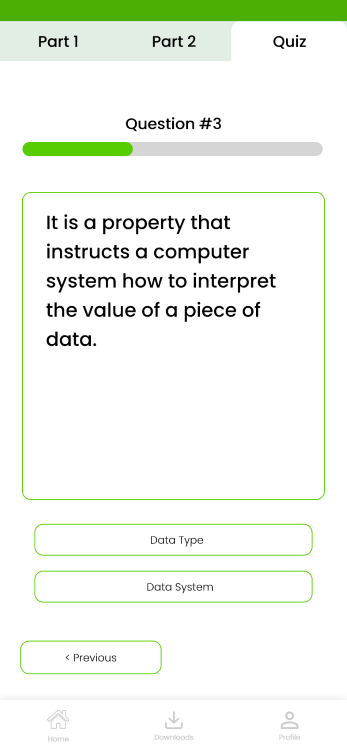 Part 1 Part 2 Quiz
Question #3
It is a property that
instructs a computer
system how to interpret
the value of a piece of
data.
Data Type
Data System
< Previous
Home Downloads Profile